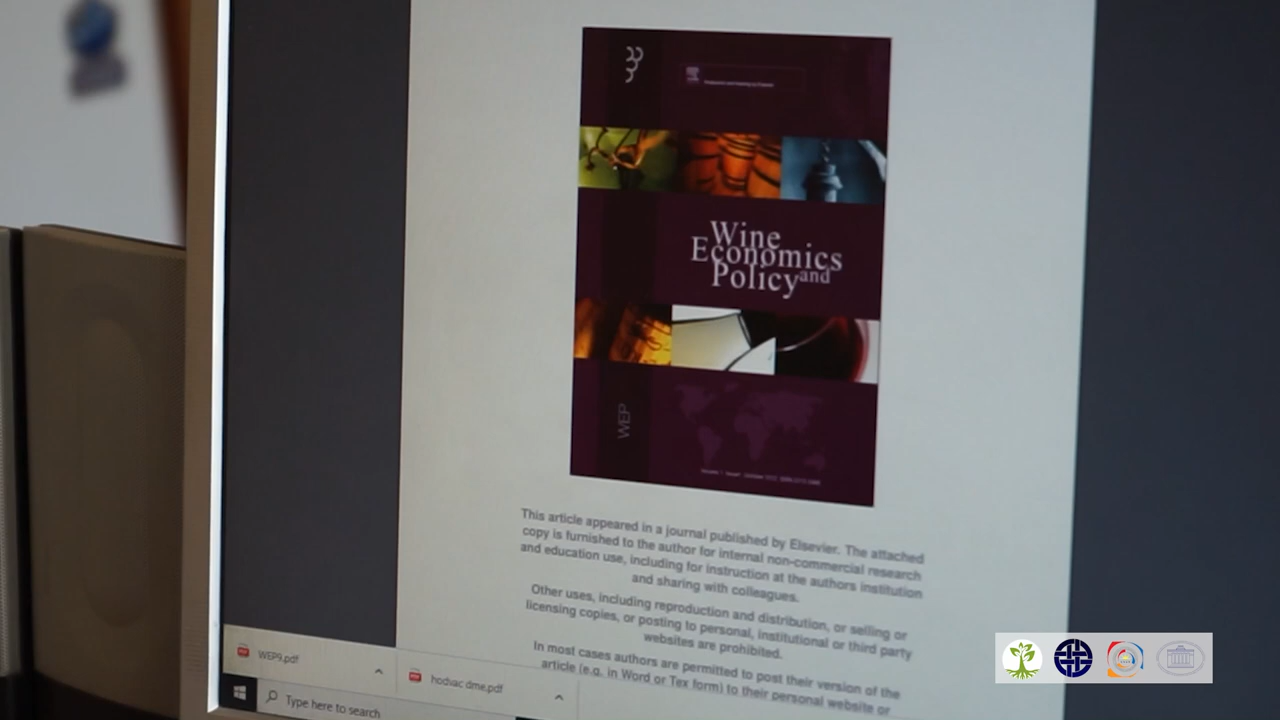 Wine
Economics
Policy and
WEP
This article appeared in a journal published by Elsevier. The attached
copy is furnished to the author for internal non-commercial research
and education use, including for instruction at the authors institution
and sharing with colleagues.
Other uses, including reproduction and distribution, or selling or
licensing copies, or posting to personal, institutional or third party
websites are prohibited.
In most cases authors are permitted to post their version of the
article (e.g. in Word or Tex form) to their personal website or
WEP9.pdf
hodvac dme.pdf
Type here to search